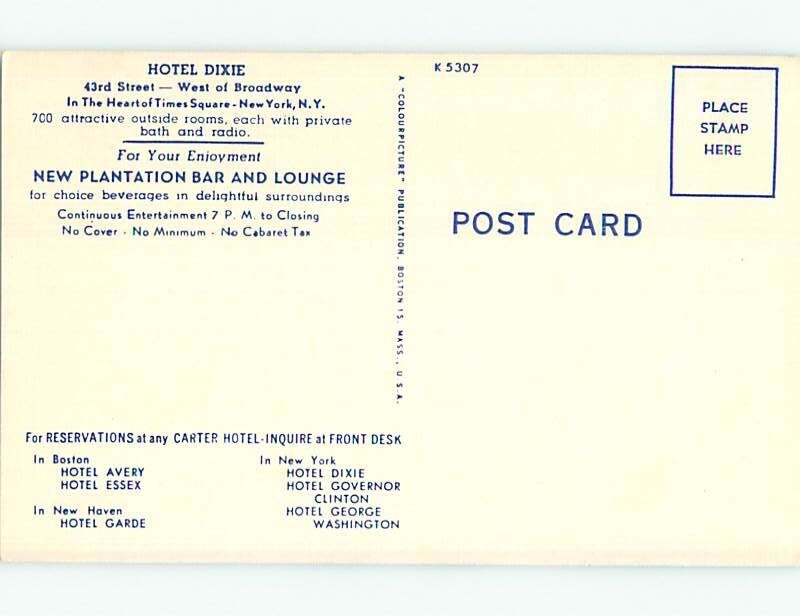 HOTEL DIXIE
43rd Street — West of Broadway
In The Heart of Times Square - New York, N.Y.
700 attractive outside rooms, each with private
bath and radio.
For Your Enjoyment
NEW PLANTATION BAR AND LOUNGE
for choice beverages in delightful surroundings
Continuous Entertainment 7 P. M. to Closing
No Cover - No Minimum - No Cabaret Tax
For RESERVATIONS at any CARTER HOTEL-INQUIRE at FRONT DESK
In Boston
HOTEL AVERY
HOTEL ESSEX
In New Haven
HOTEL GARDE
In New York
HOTEL DIXIE
HOTEL GOVERNOR
CLINTON
HOTEL GEORGE
WASHINGTON
A "COLOURPICTURE" PUBLICATION, BOSTON 15, MASS., U.S.A.
K 5307
PLACE
STAMP
HERE
POST CARD